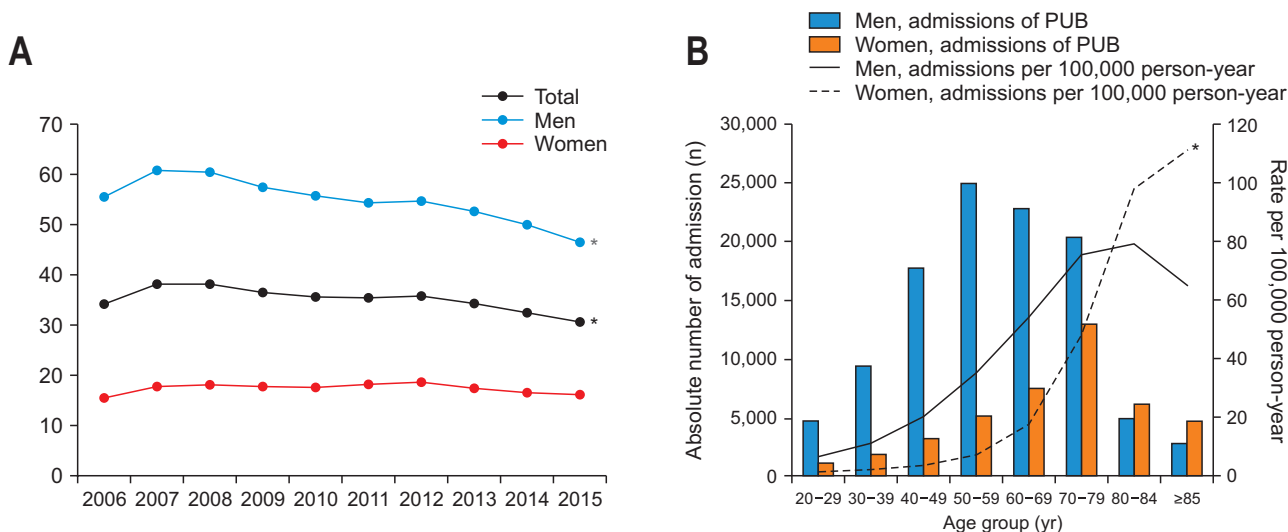 A
Total
Men
Women
70
60
50
40
30
20
10
0
*
*
2006 2007 2008 2009 2010 2011 2012 2013 2014 2015
B
Men, admissions of PUB
Women, admissions of PUB
Men, admissions per 100,000 person-year
Women, admissions per 100,000 person-year
Absolute number of admission (n)
30,000
25,000
20,000
15,000
10,000
5,000
0
*
120
100
80
60
40
20
0
Rate per 100,000 person-year
20−29 30−39 40−49 50−59 60−69 70−79 80−84 ≥85
Age group (yr)